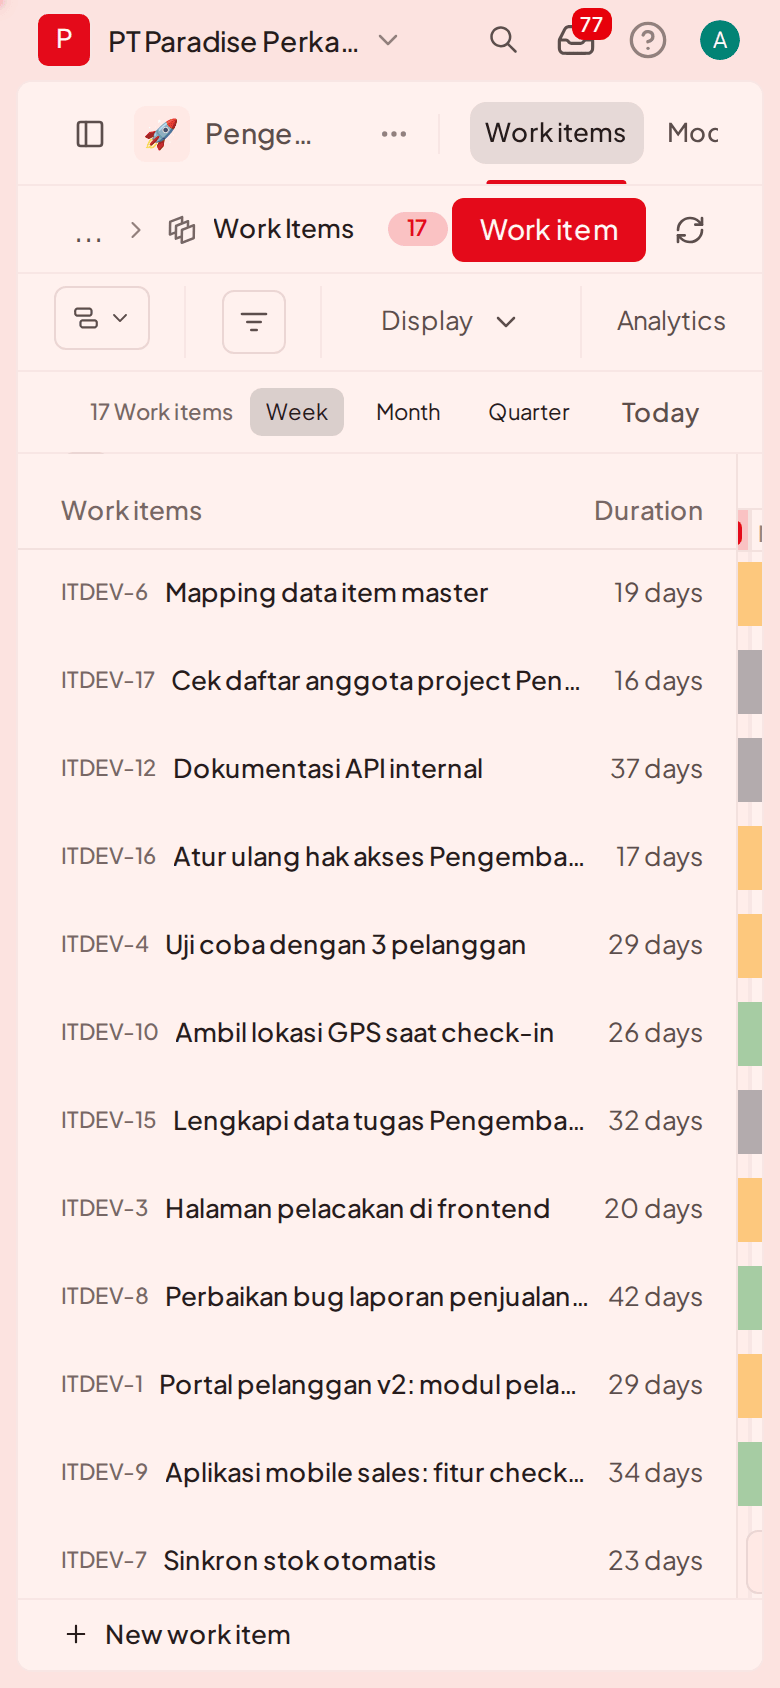 P PT Paradise Perka... 77 A
Penge... Work items
... Work Items 17 Work item
Display Analytics
17 Work items Week Month Quarter Today
Work items Duration
ITDEV-6 Mapping data item master 19 days
ITDEV-17 Cek daftar anggota project Pen... 16 days
ITDEV-12 Dokumentasi API internal 37 days
ITDEV-16 Atur ulang hak akses Pengemba... 17 days
ITDEV-4 Uji coba dengan 3 pelanggan 29 days
ITDEV-10 Ambil lokasi GPS saat check-in 26 days
ITDEV-15 Lengkapi data tugas Pengemba... 32 days
ITDEV-3 Halaman pelacakan di frontend 20 days
ITDEV-8 Perbaikan bug laporan penjualan... 42 days
ITDEV-1 Portal pelanggan v2: modul pela... 29 days
ITDEV-9 Aplikasi mobile sales: fitur check... 34 days
ITDEV-7 Sinkron stok otomatis 23 days
+ New work item